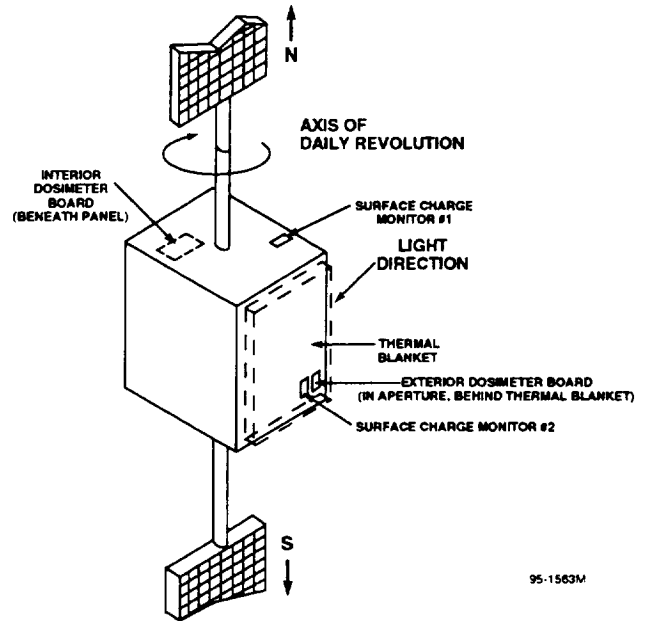 N
AXIS OF
DAILY REVOLUTION
INTERIOR
DOSIMETER
BOARD
(BENEATH PANEL)
SURFACE CHARGE
MONITOR #1
LIGHT
DIRECTION
THERMAL
BLANKET
EXTERIOR DOSIMETER BOARD
(IN APERTURE, BEHIND THERMAL BLANKET)
SURFACE CHARGE MONITOR #2
S
95-1563M